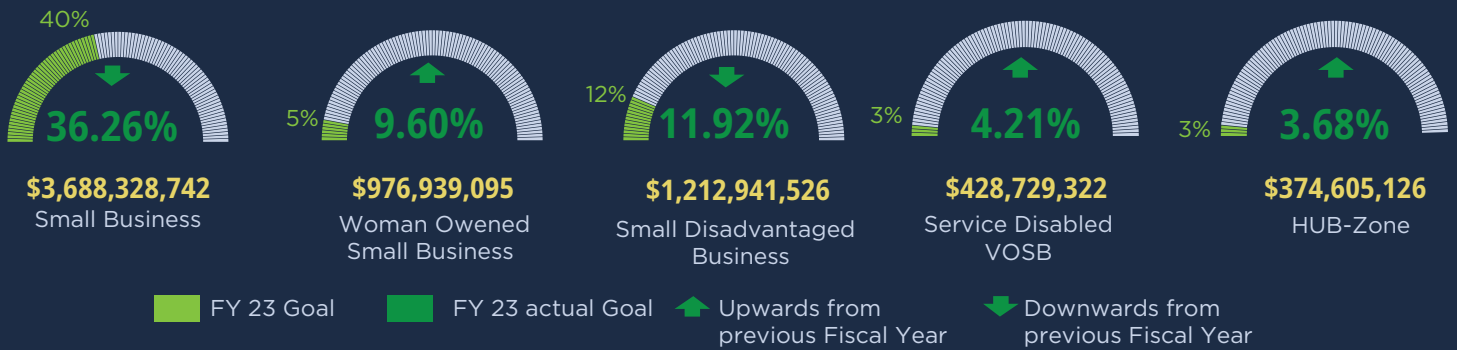 40%
36.26%
$3,688,328,742
Small Business
5%
9.60%
$976,939,095
Woman Owened
Small Business
12%
11.92%
$1,212,941,526
Small Disadvantaged
Business
3%
4.21%
$428,729,322
Service Disabled
VOSB
3%
3.68%
$374,605,126
HUB-Zone
FY 23 Goal
FY 23 actual Goal
Upwards from
previous Fiscal Year
Downwards from
previous Fiscal Year